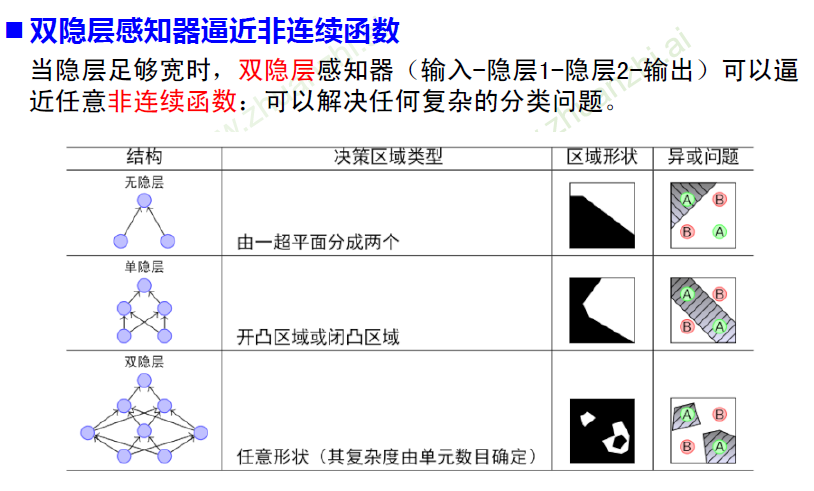 双隐层感知器逼近非连续函数
当隐层足够宽时，双隐层感知器（输入-隐层1-隐层2-输出）可以逼
近任意非连续函数：可以解决任何复杂的分类问题。
结构 决策区域类型 区域形状 异或问题
无隐层
由一超平面分成两个
A B
B A
单隐层
开凸区域或闭凸区域
A B
B A
双隐层
任意形状（其复杂度由单元数目确定）
A B
B A